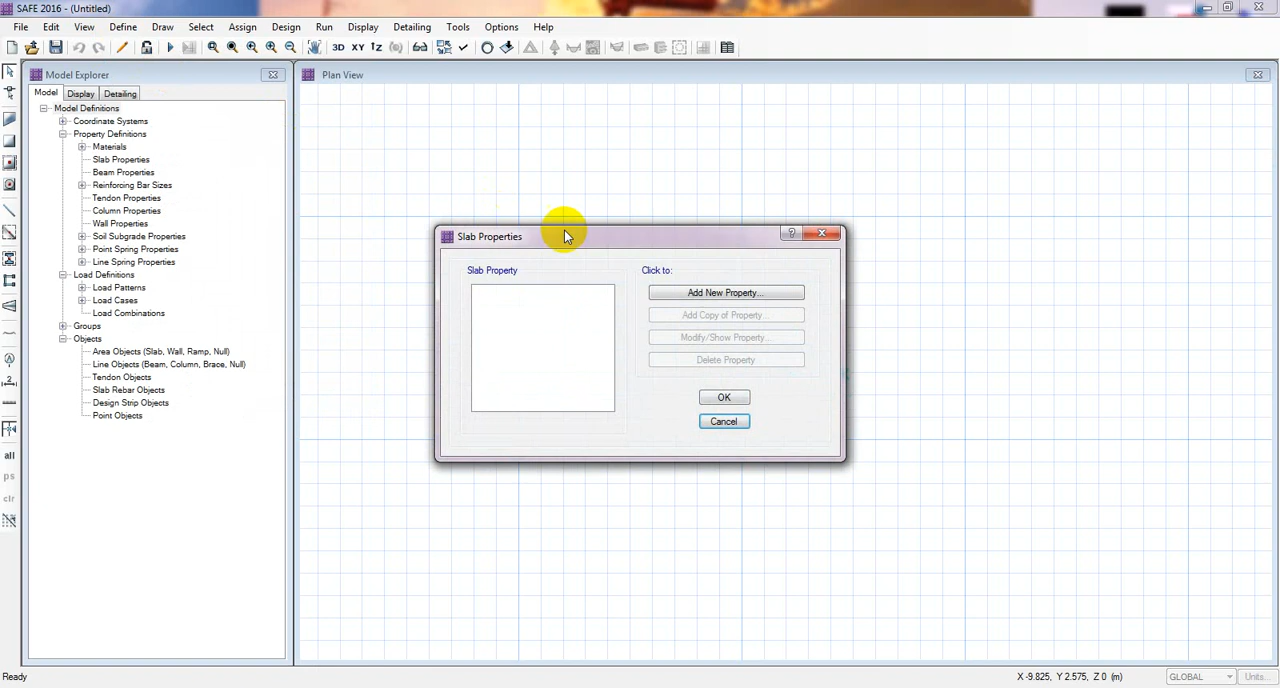 SAFE 2016 - (Untitled)
File Edit View Define Draw Select Assign Design Run Display Detailing Tools Options Help
3D XY
Model Explorer
Plan View
Model Display Detailing
Model Definitions
Coordinate Systems
Property Definitions
Materials
Slab Properties
Beam Properties
Reinforcing Bar Sizes
Tendon Properties
Column Properties
Wall Properties
Soil Subgrade Properties
Point Spring Properties
Line Spring Properties
Load Definitions
Load Patterns
Load Cases
Load Combinations
Groups
Objects
Area Objects (Slab, Wall, Ramp, Null)
Line Objects (Beam, Column, Brace, Null)
Tendon Objects
Slab Rebar Objects
Design Strip Objects
Point Objects
all
ps
clr
Slab Properties
?
Slab Property
Click to:
Add New Property...
Add Copy of Property...
Modify/Show Property...
Delete Property
OK
Cancel
Ready
X -9.825, Y 2.575, Z 0 (m)
GLOBAL
Units...